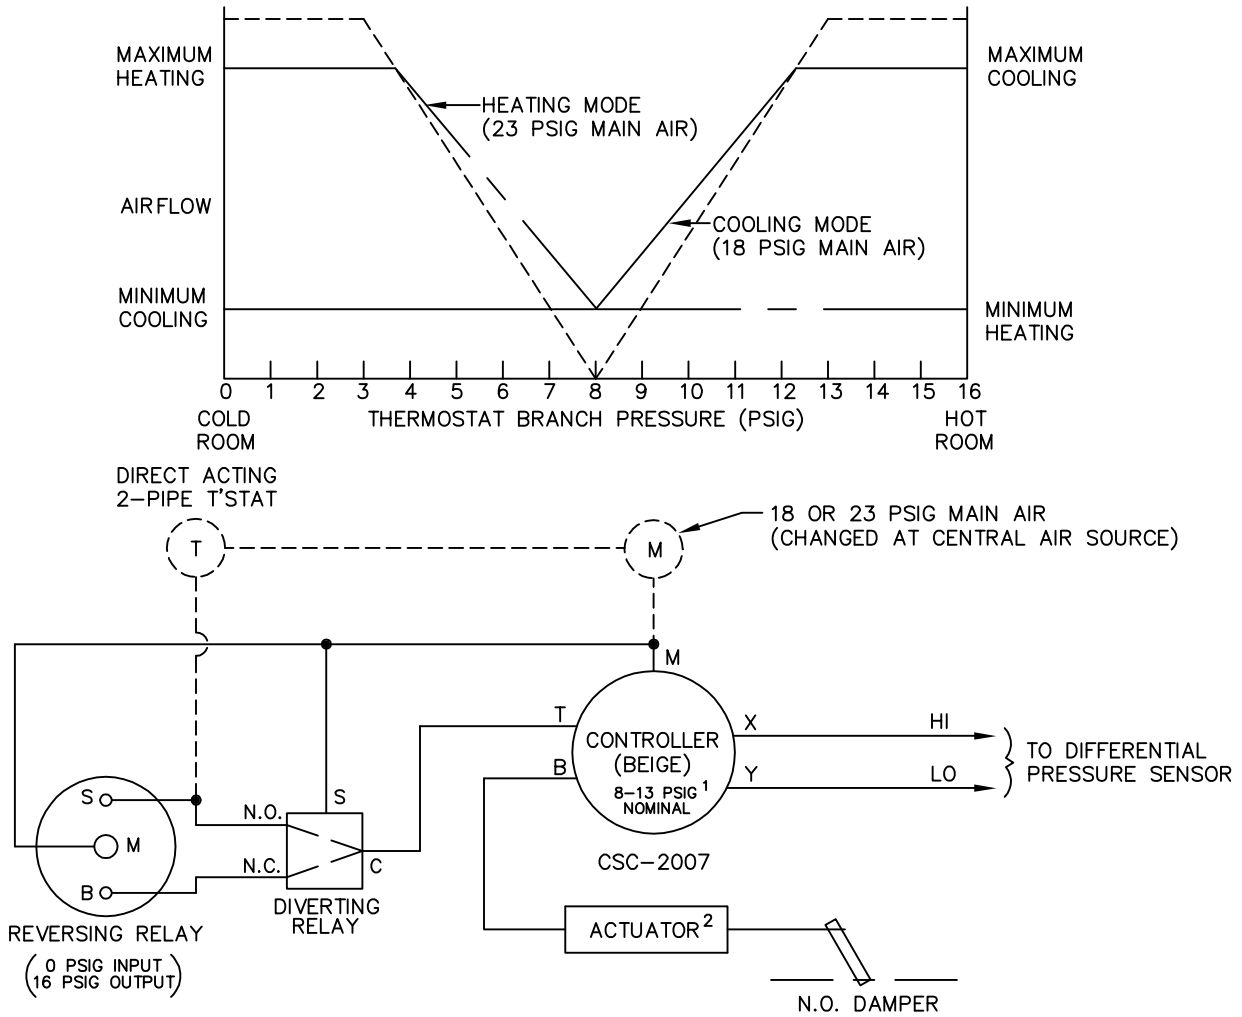 MAXIMUM
HEATING
MAXIMUM
COOLING
HEATING MODE
(23 PSIG MAIN AIR)
AIRFLOW
COOLING MODE
(18 PSIG MAIN AIR)
MINIMUM
COOLING
MINIMUM
HEATING
0 1 2 3 4 5 6 7 8 9 10 11 12 13 14 15 16
COLD
ROOM
THERMOSTAT BRANCH PRESSURE (PSIG)
HOT
ROOM
DIRECT ACTING
2-PIPE T'STAT
T
M
18 OR 23 PSIG MAIN AIR
(CHANGED AT CENTRAL AIR SOURCE)
M
T
B
CONTROLLER
(BEIGE)
8-13 PSIG 1
NOMINAL
X
HI
Y
LO
TO DIFFERENTIAL
PRESSURE SENSOR
CSC-2007
S
M
B
N.O.
N.C.
S
C
DIVERTING
RELAY
REVERSING RELAY
(0 PSIG INPUT
16 PSIG OUTPUT)
ACTUATOR 2
N.O. DAMPER